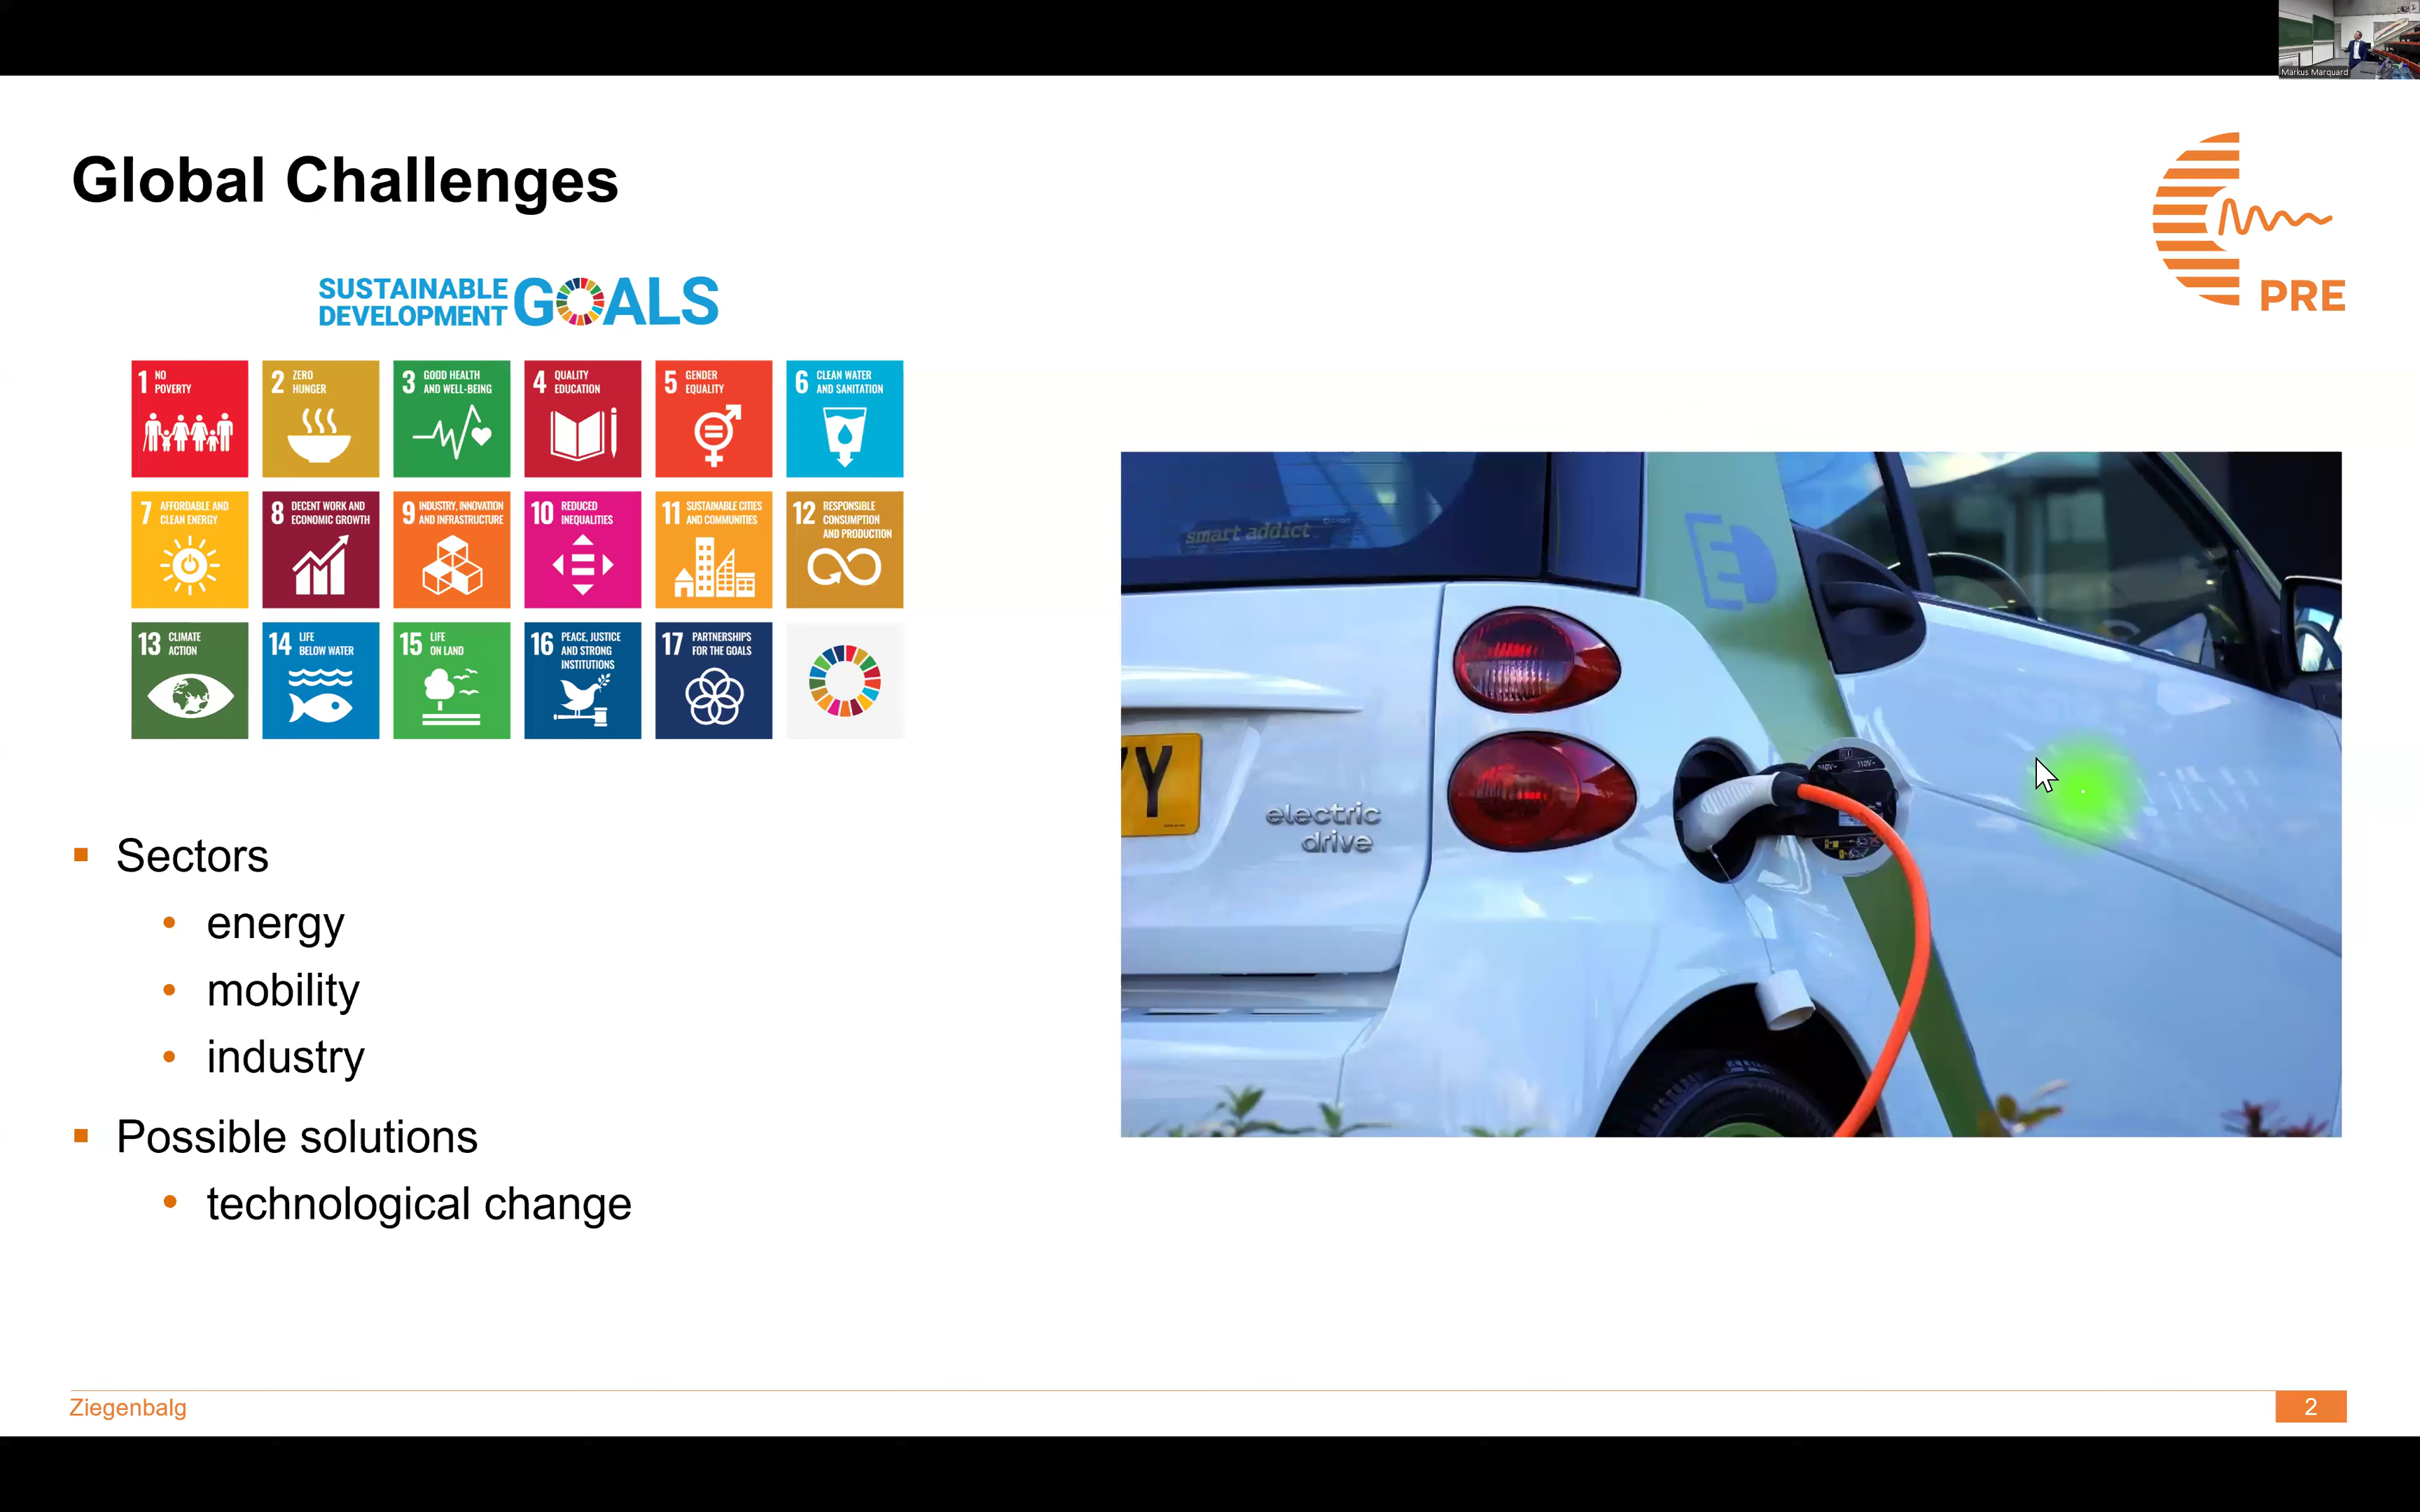 Markus Marquard
Global Challenges
PRE
SUSTAINABLE
DEVELOPMENT
GOALS
1 NO
POVERTY
2 ZERO
HUNGER
3 GOOD HEALTH
AND WELL-BEING
4 QUALITY
EDUCATION
5 GENDER
EQUALITY
6 CLEAN WATER
AND SANITATION
7 AFFORDABLE AND
CLEAN ENERGY
8 DECENT WORK AND
ECONOMIC GROWTH
9 INDUSTRY, INNOVATION
AND INFRASTRUCTURE
10 REDUCED
INEQUALITIES
11 SUSTAINABLE CITIES
AND COMMUNITIES
12 RESPONSIBLE
CONSUMPTION
AND PRODUCTION
13 CLIMATE
ACTION
14 LIFE
BELOW WATER
15 LIFE
ON LAND
16 PEACE, JUSTICE
AND STRONG
INSTITUTIONS
17 PARTNERSHIPS
FOR THE GOALS
smart addict
Y
electric
drive
110V~
Sectors
energy
mobility
industry
Possible solutions
technological change
Ziegenbalg
2